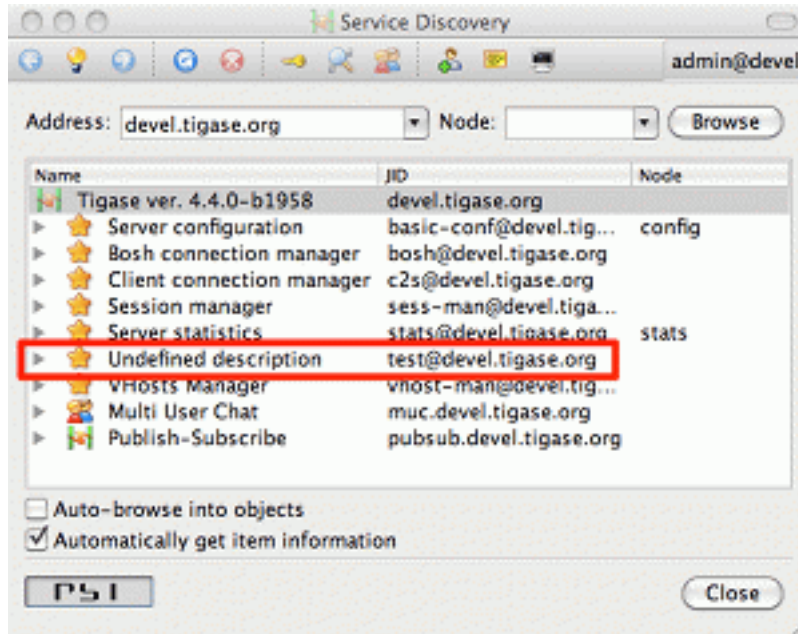 Service Discovery
admin@devel
Address: devel.tigase.org Node: Browse
Name JID Node
Tigase ver. 4.4.0-b1958 devel.tigase.org
Server configuration basic-conf@devel.tig... config
Bosh connection manager bosh@devel.tigase.org
Client connection manager c2s@devel.tigase.org
Session manager sess-man@devel.tiga...
Server statistics stats@devel.tigase.org stats
Undefined description test@devel.tigase.org
VHosts Manager vhost-man@devel.tig...
Multi User Chat muc.devel.tigase.org
Publish-Subscribe pubsub.devel.tigase.org
Auto-browse into objects
Automatically get item information
PSI Close